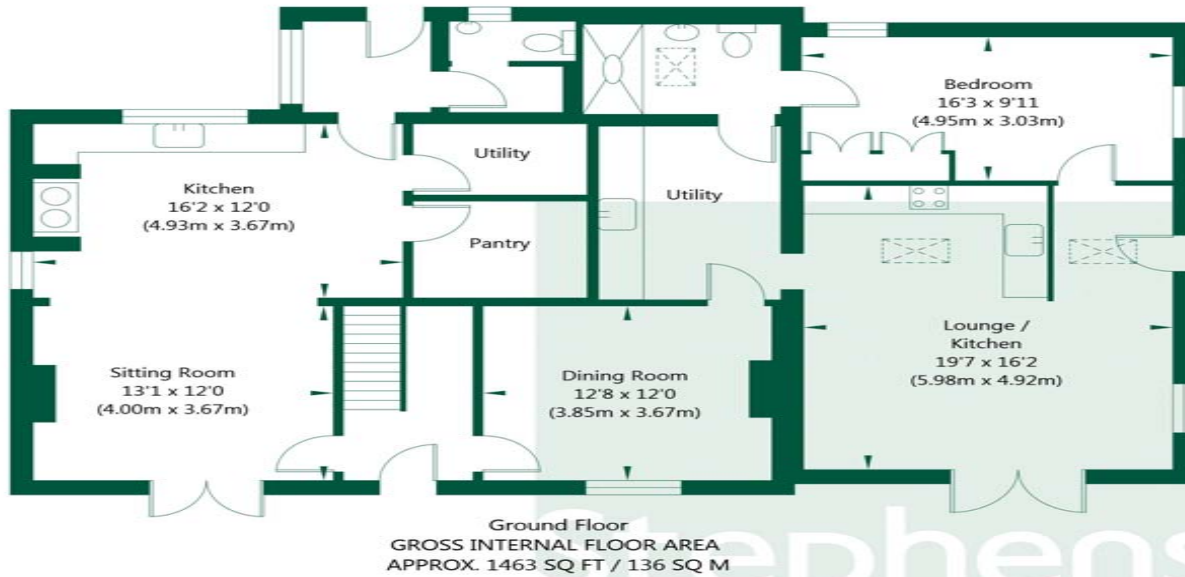 Bedroom
16'3 x 9'11
(4.95m x 3.03m)
Utility
Kitchen
16'2 x 12'0
(4.93m x 3.67m)
Utility
Pantry
Lounge /
Kitchen
19'7 x 16'2
(5.98m x 4.92m)
Sitting Room
13'1 x 12'0
(4.00m x 3.67m)
Dining Room
12'8 x 12'0
(3.85m x 3.67m)
Ground Floor
GROSS INTERNAL FLOOR AREA
APPROX. 1463 SQ FT / 136 SQ M
Stephens